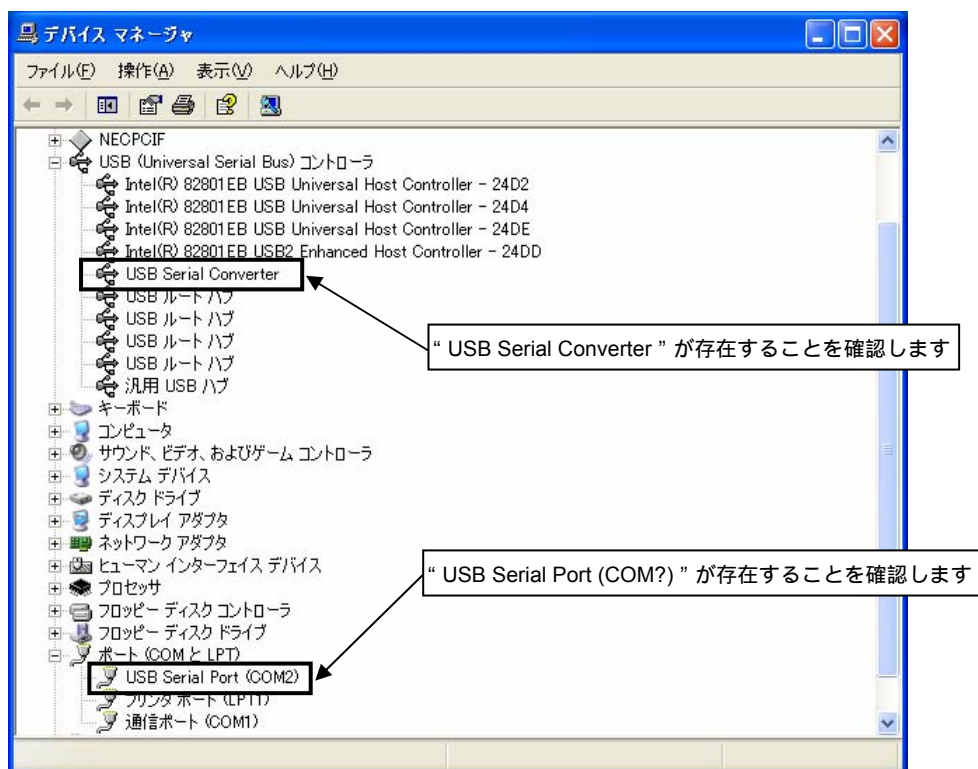 デバイス マネージャ
ファイル(F) 操作(A) 表示(V) ヘルプ(H)
NECPCIF
USB (Universal Serial Bus) コントローラ
Intel(R) 82801EB USB Universal Host Controller - 24D2
Intel(R) 82801EB USB Universal Host Controller - 24D4
Intel(R) 82801EB USB Universal Host Controller - 24DE
Intel(R) 82801EB USB2 Enhanced Host Controller - 24DD
USB Serial Converter
USB ルート ハブ
USB ルート ハブ
USB ルート ハブ
“ USB Serial Converter ” が存在することを確認します
USB ルート ハブ
汎用 USB ハブ
キーボード
コンピュータ
サウンド、ビデオ、およびゲーム コントローラ
システム デバイス
ディスク ドライブ
ディスプレイ アダプタ
ネットワーク アダプタ
ヒューマン インターフェイス デバイス
“ USB Serial Port (COM?) ” が存在することを確認します
プロセッサ
フロッピー ディスク コントローラ
フロッピー ディスク ドライブ
ポート (COM と LPT)
USB Serial Port (COM2)
プリンタ ポート (LPT1)
通信ポート (COM1)